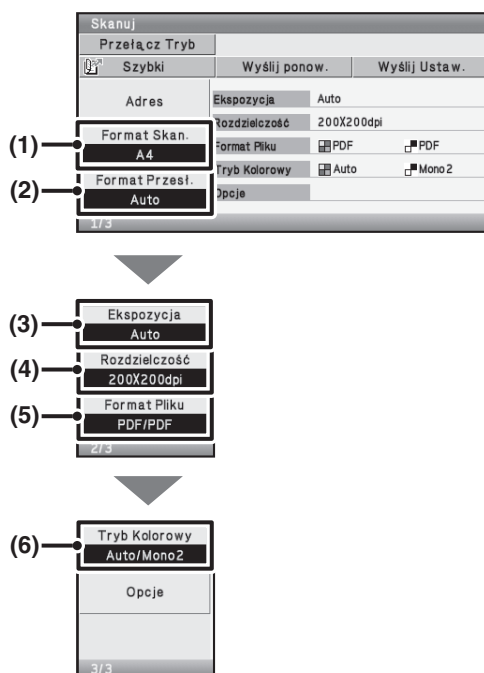 Skanuj
Przełącz Tryb
Szybki Wyślij ponow. Wyślij Ustaw.
Adres
Ekspozycja Auto
Rozdzielczość 200X200dpi
(1) Format Skan.
A4
Format Pliku PDF PDF
(2) Format Przesł.
Auto
Tryb Kolorowy Auto Mono2
Opcje
1/3
(3) Ekspozycja
Auto
(4) Rozdzielczość
200X200dpi
(5) Format Pliku
PDF/PDF
2/3
(6) Tryb Kolorowy
Auto/Mono2
Opcje
3/3